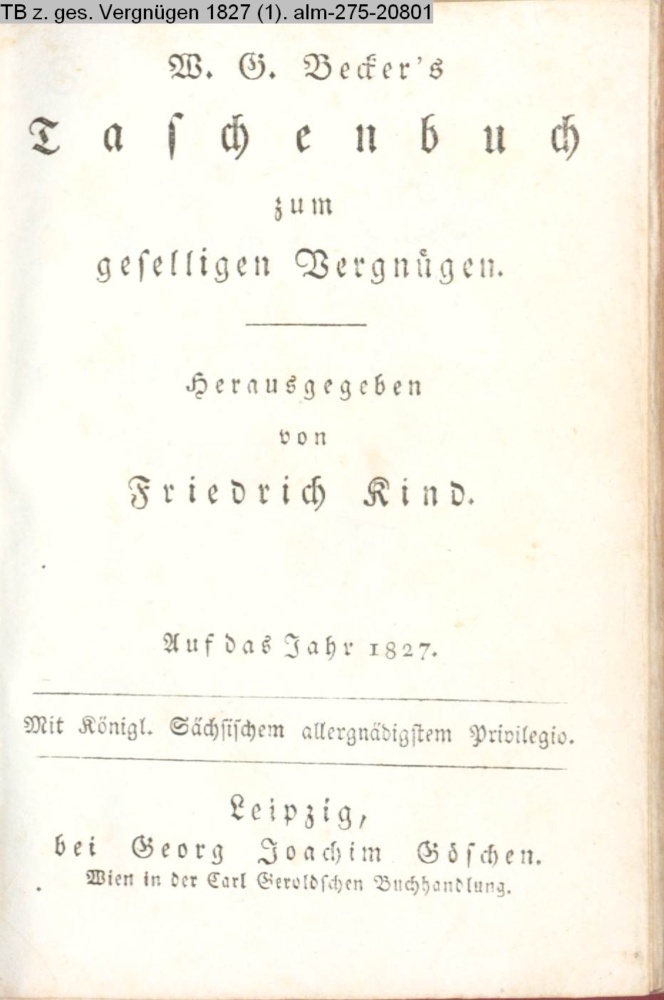 TB z. ges. Vergnügen 1827 (1). alm-275-20801
W. G. Becker's
Taschenbuch
zum
geselligen Vergnügen.
Herausgegeben
von
Friedrich Kind.
Auf das Jahr 1827.
Mit Königl. Sächsischem allergnädigstem Privilegio.
Leipzig,
bei Georg Joachim Göschen.
Wien in der Carl Geroldschen Buchhandlung.